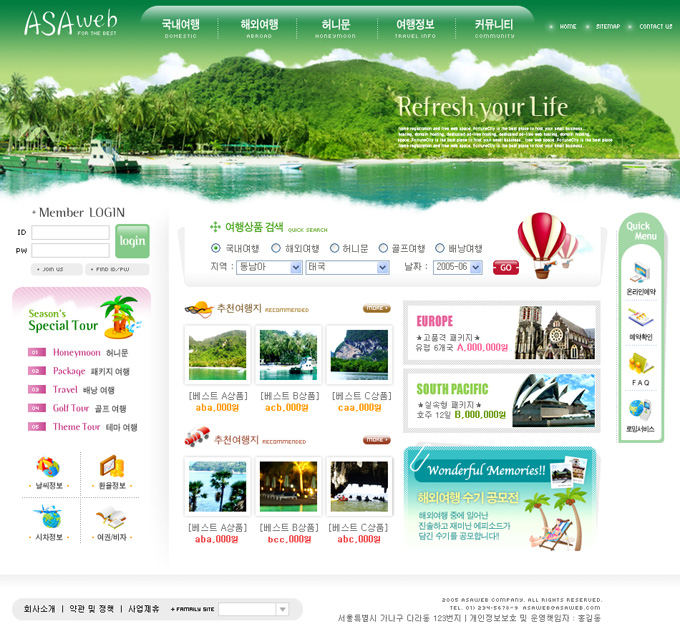 ASA web
FOR THE BEST
국내여행
DOMESTIC
해외여행
ABROAD
허니문
HONEYMOON
여행정보
TRAVEL INFO
커뮤니티
COMMUNITY
HOME
SITEMAP
CONTACT US
Refresh your Life
Member LOGIN
ID
PW
login
JOIN US
FIND ID/PW
여행상품 검색 QUICK SEARCH
국내여행 해외여행 허니문 골프여행 배낭여행
지역 : 동남아 태국 날짜 : 2005-06 GO
Quick
Menu
온라인예약
예약확인
F A Q
로밍서비스
Season's
Special Tour
01 Honeymoon 허니문
02 Package 패키지 여행
03 Travel 배낭 여행
04 Golf Tour 골프 여행
05 Theme Tour 테마 여행
날씨정보
환율정보
시차정보
여권/비자
추천여행지 RECOMMENDED MORE
[베스트 A상품] [베스트 B상품] [베스트 C상품]
aba,000원 acb,000원 caa,000원
추천여행지 RECOMMENDED MORE
[베스트 A상품] [베스트 B상품] [베스트 C상품]
aba,000원 bcc,000원 abc,000원
EUROPE
★고품격 패키지★
유럽 6개국 A,000,000원
SOUTH PACIFIC
★실속형 패키지★
호주 12일 B,000,000원
Wonderful Memories!!
해외여행 수기 공모전
해외여행 중에 일어난
진솔하고 재미난 에피소드가
담긴 수기를 공모합니다!!
회사소개 | 약관 및 정책 | 사업제휴 FAMAILY SITE
2005 ASAWEB COMPANY. ALL RIGHTS RESERVED.
TEL. 01) 234-5678-9 ASAWEB@ASAWEB.COM
서울특별시 가나구 다라동 123번지 | 개인정보보호 및 운영책임자 : 홍길동